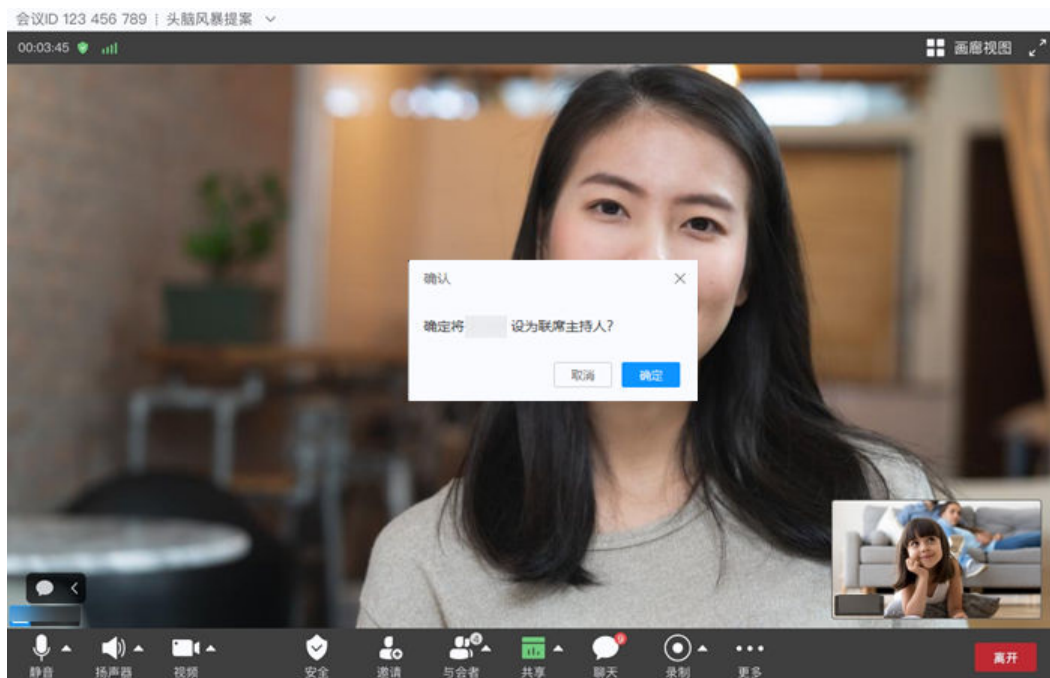 会议ID 123 456 789 | 头脑风暴提案
00:03:45
画廊视图
确认
确定将 设为联席主持人?
取消 确定
静音 扬声器 视频 安全 邀请 与会者 4 共享 聊天 9 录制 更多 离开